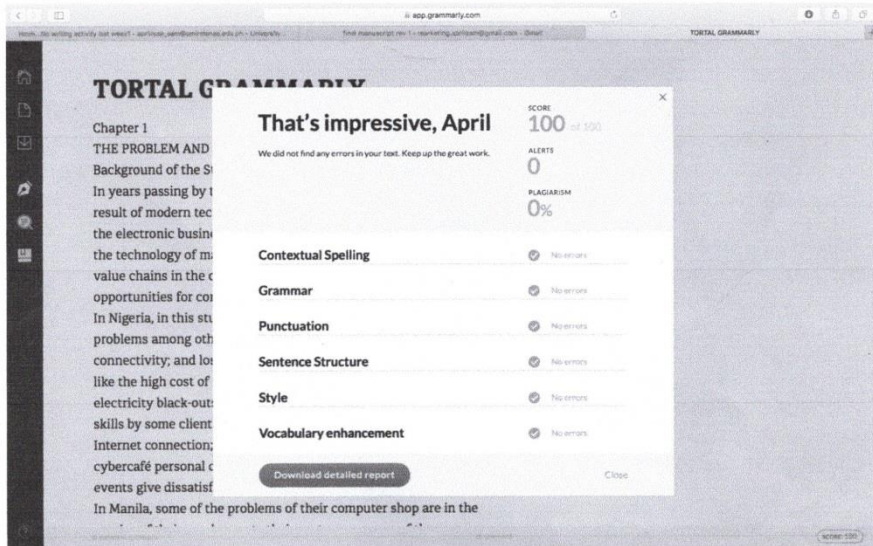 app.grammarly.com
TORTAL GRAMMARLY
TORTAL GRAMMARLY
Chapter 1
THE PROBLEM AND
Background of the S
In years passing by t
result of modern tec
the electronic busine
the technology of m
value chains in the c
opportunities for co
In Nigeria, in this stu
problems among oth
connectivity; and lo
like the high cost of
electricity black-out
skills by some client
Internet connection;
cybercafé personal c
events give dissatisf
In Manila, some of the problems of their computer shop are in the
That's impressive, April
We did not find any errors in your text. Keep up the great work.
SCORE
100 of 100
ALERTS
0
PLAGIARISM
0%
Contextual Spelling
No errors
Grammar
No errors
Punctuation
No errors
Sentence Structure
No errors
Style
No errors
Vocabulary enhancement
No errors
Download detailed report
Close
score: 100